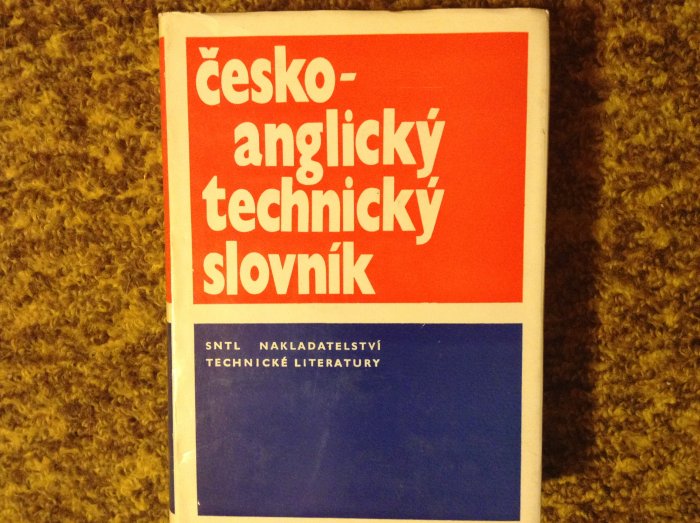 česko-
anglický
technický
slovník
SNTL NAKLADATELSTVÍ
TECHNICKÉ LITERATURY